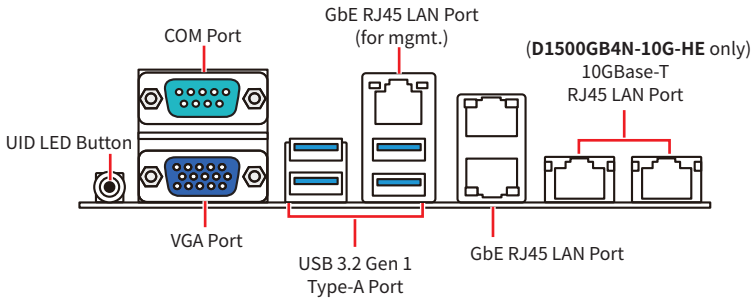 GbE RJ45 LAN Port
(for mgmt.)
COM Port
(D1500GB4N-10G-HE only)
10GBase-T
RJ45 LAN Port
UID LED Button
VGA Port
USB 3.2 Gen 1
Type-A Port
GbE RJ45 LAN Port